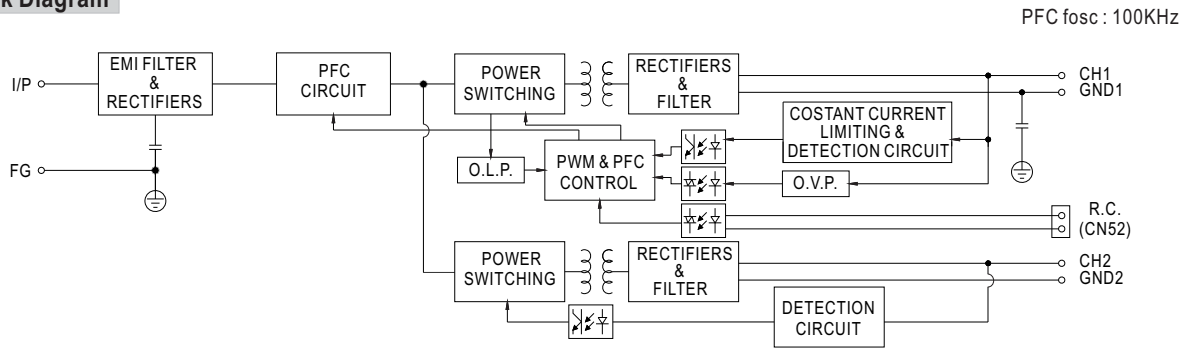 k Diagram
PFC fosc : 100KHz
I/P
EMI FILTER
&
RECTIFIERS
PFC
CIRCUIT
POWER
SWITCHING
RECTIFIERS
&
FILTER
CH1
GND1
COSTANT CURRENT
LIMITING &
DETECTION CIRCUIT
FG
O.L.P.
PWM & PFC
CONTROL
O.V.P.
R.C.
(CN52)
POWER
SWITCHING
RECTIFIERS
&
FILTER
CH2
GND2
DETECTION
CIRCUIT